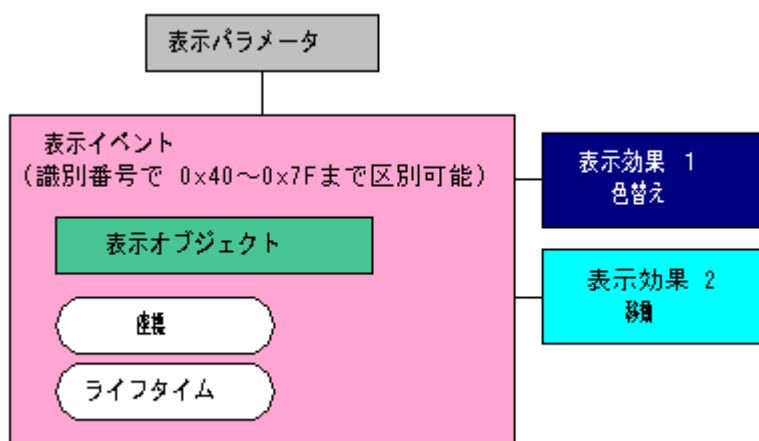 表示パラメータ
表示イベント
(識別番号で 0x40～0x7Fまで区別可能)
表示オブジェクト
座標
ライフタイム
表示効果 1
色替え
表示効果 2
移動